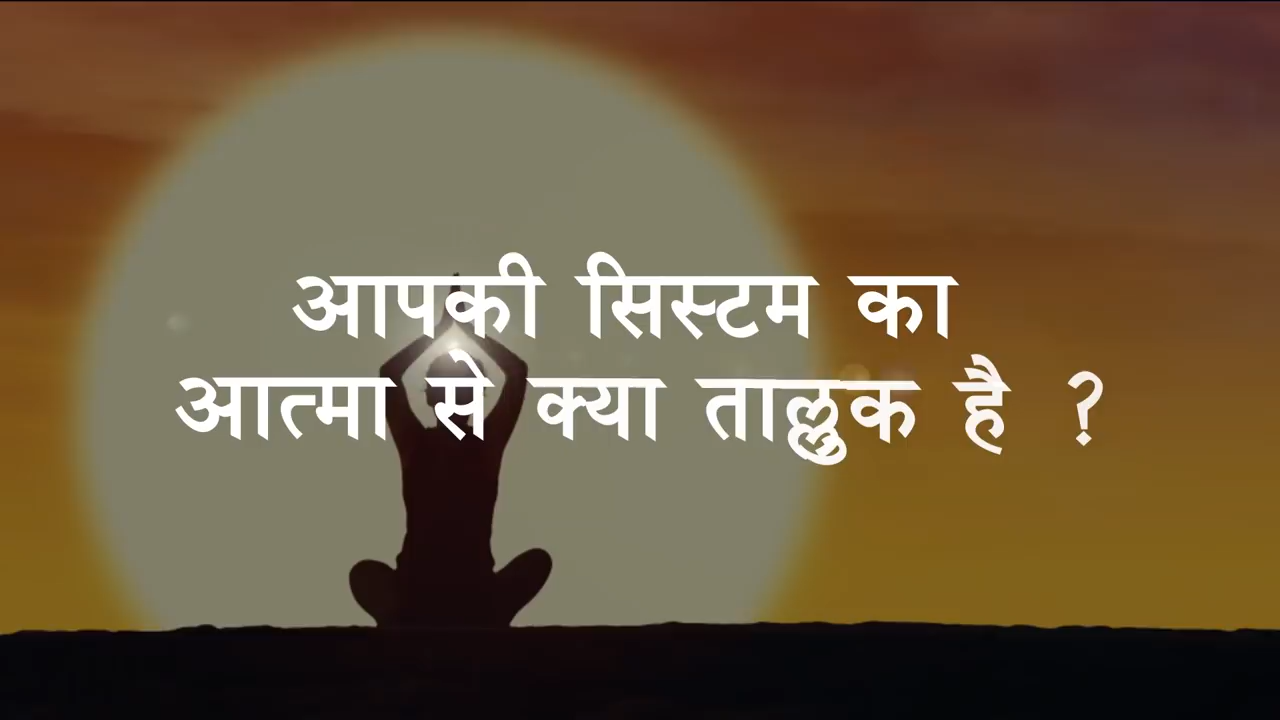 आपकी सिस्टम का
आत्मा से क्या ताल्लुक है ?